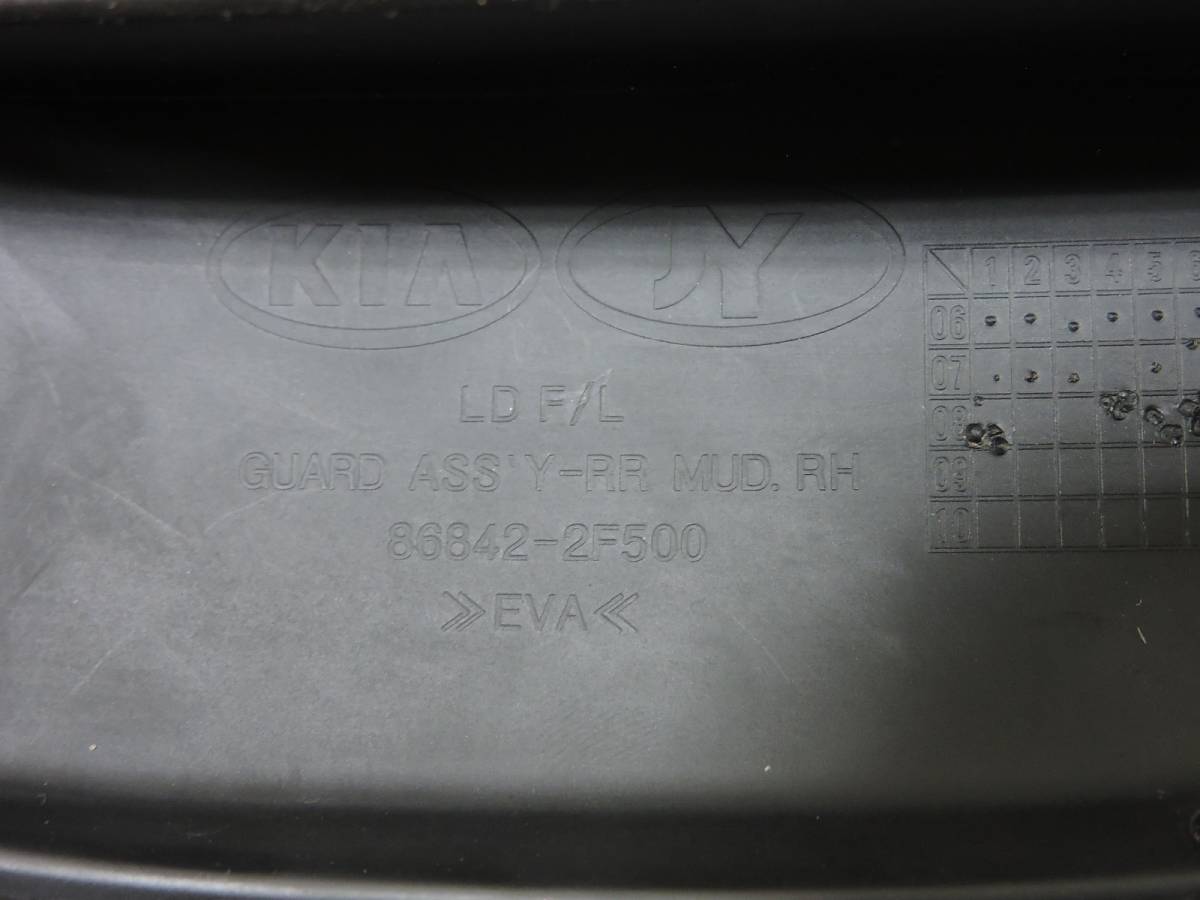 KIA JY
LD F/L
GUARD ASS'Y-RR MUD, RH
86842-2F500
>>EVA<<
1 2 3 4 5
06
07
09
10